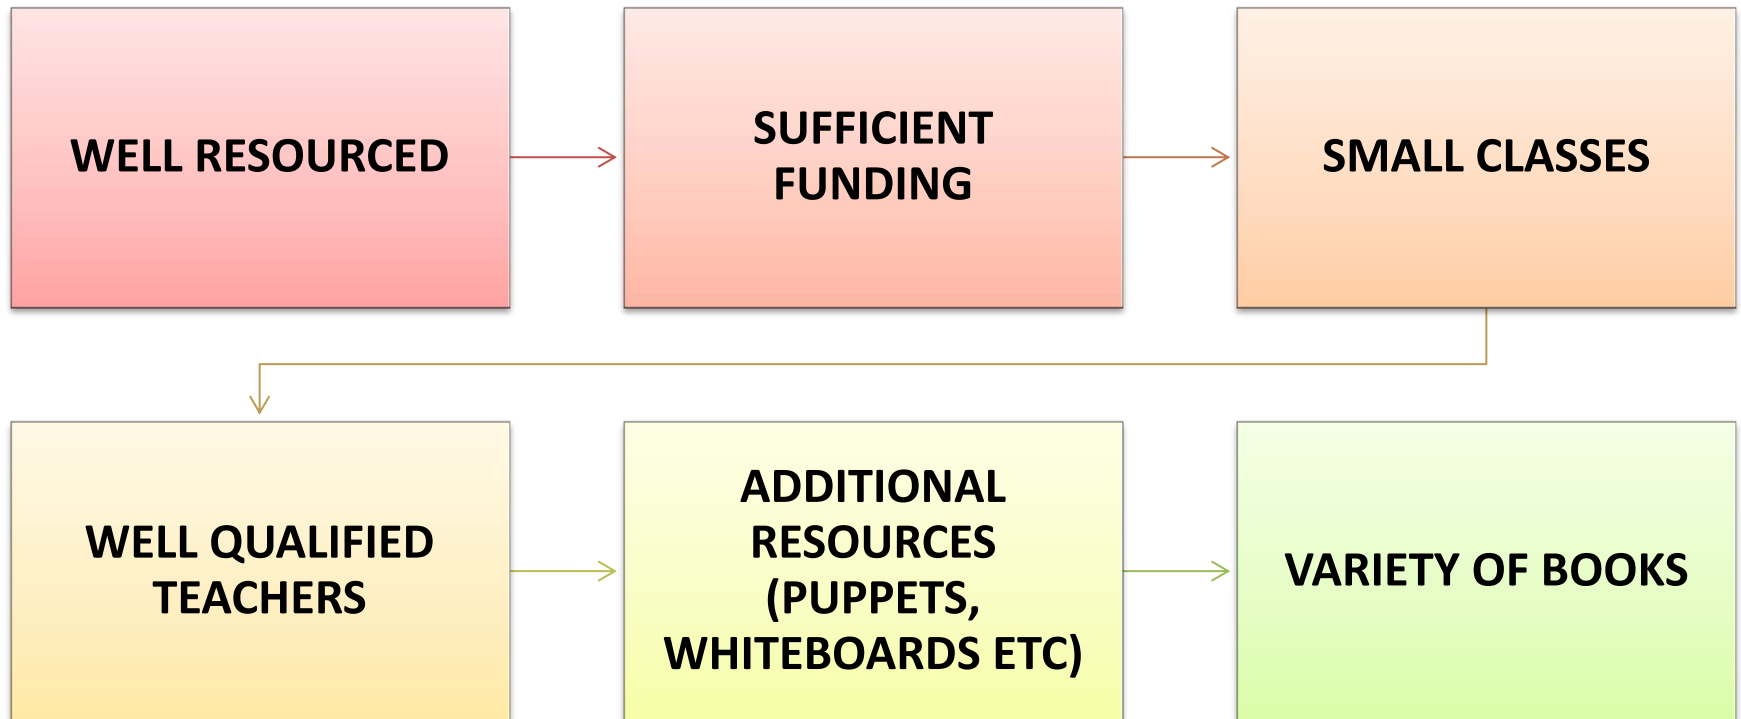 WELL RESOURCED
SUFFICIENT
FUNDING
SMALL CLASSES
WELL QUALIFIED
TEACHERS
ADDITIONAL
RESOURCES
(PUPPETS,
WHITEBOARDS ETC)
VARIETY OF BOOKS